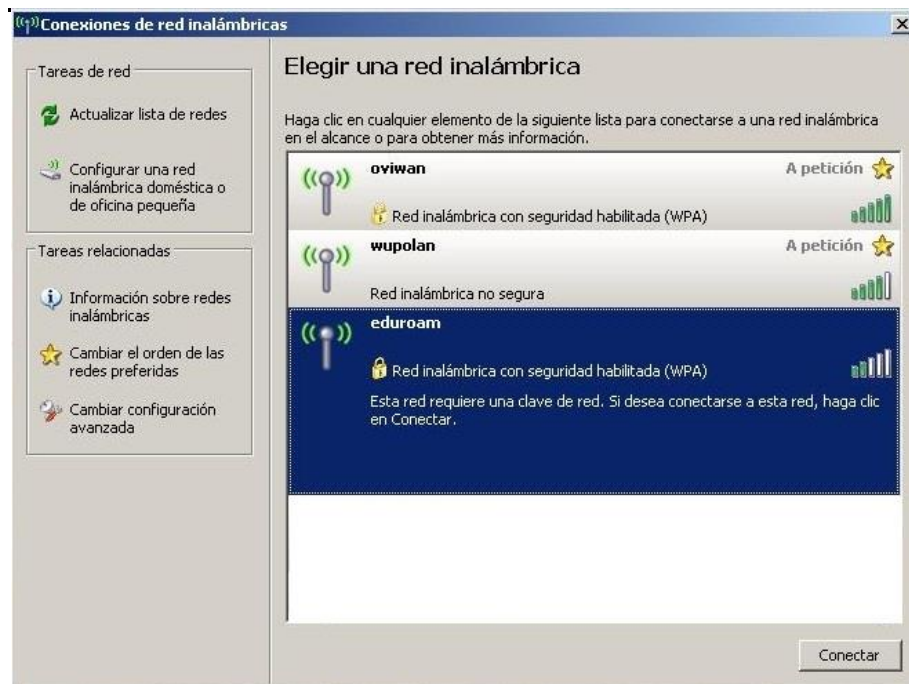 Conexiones de red inalámbricas
Tareas de red
Actualizar lista de redes
Configurar una red
inalámbrica doméstica o
de oficina pequeña
Tareas relacionadas
Información sobre redes
inalámbricas
Cambiar el orden de las
redes preferidas
Cambiar configuración
avanzada
Elegir una red inalámbrica
Haga clic en cualquier elemento de la siguiente lista para conectarse a una red inalámbrica
en el alcance o para obtener más información.
oviwan
A petición
Red inalámbrica con seguridad habilitada (WPA)
wupolan
A petición
Red inalámbrica no segura
eduroam
Red inalámbrica con seguridad habilitada (WPA)
Esta red requiere una clave de red. Si desea conectarse a esta red, haga clic
en Conectar.
Conectar